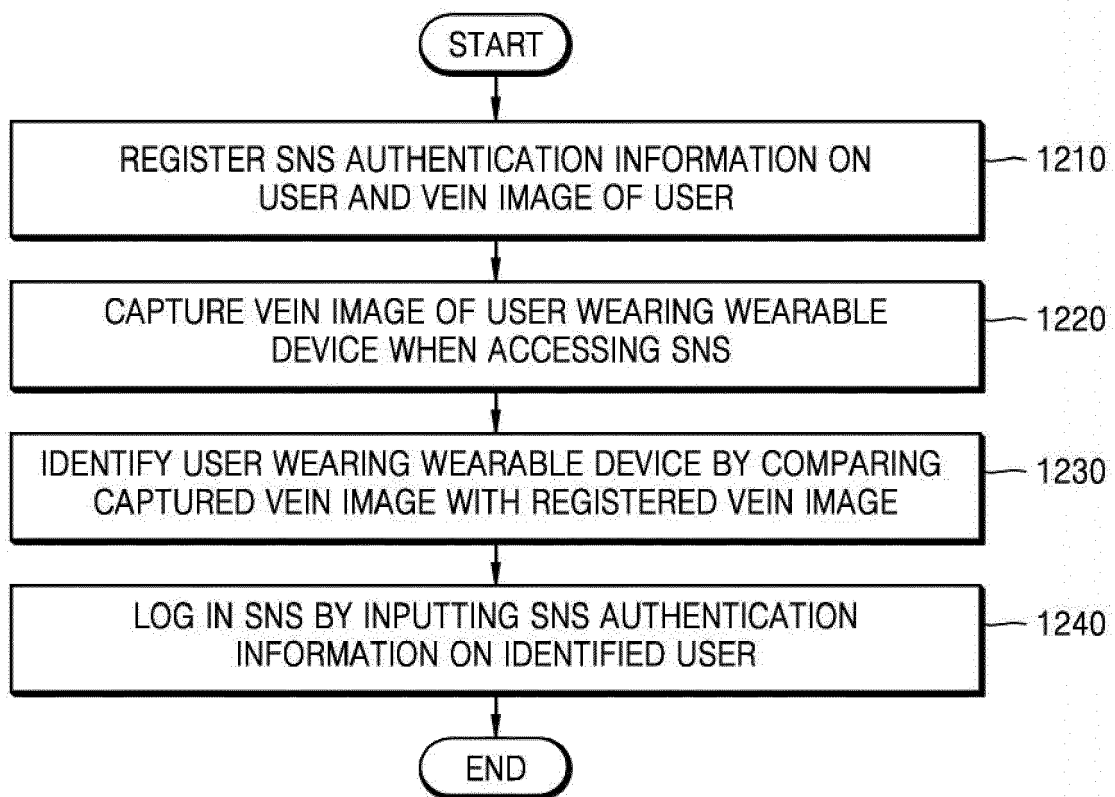 START
REGISTER SNS AUTHENTICATION INFORMATION ON
USER AND VEIN IMAGE OF USER
1210
CAPTURE VEIN IMAGE OF USER WEARING WEARABLE
DEVICE WHEN ACCESSING SNS
1220
IDENTIFY USER WEARING WEARABLE DEVICE BY COMPARING
CAPTURED VEIN IMAGE WITH REGISTERED VEIN IMAGE
1230
LOG IN SNS BY INPUTTING SNS AUTHENTICATION
INFORMATION ON IDENTIFIED USER
1240
END